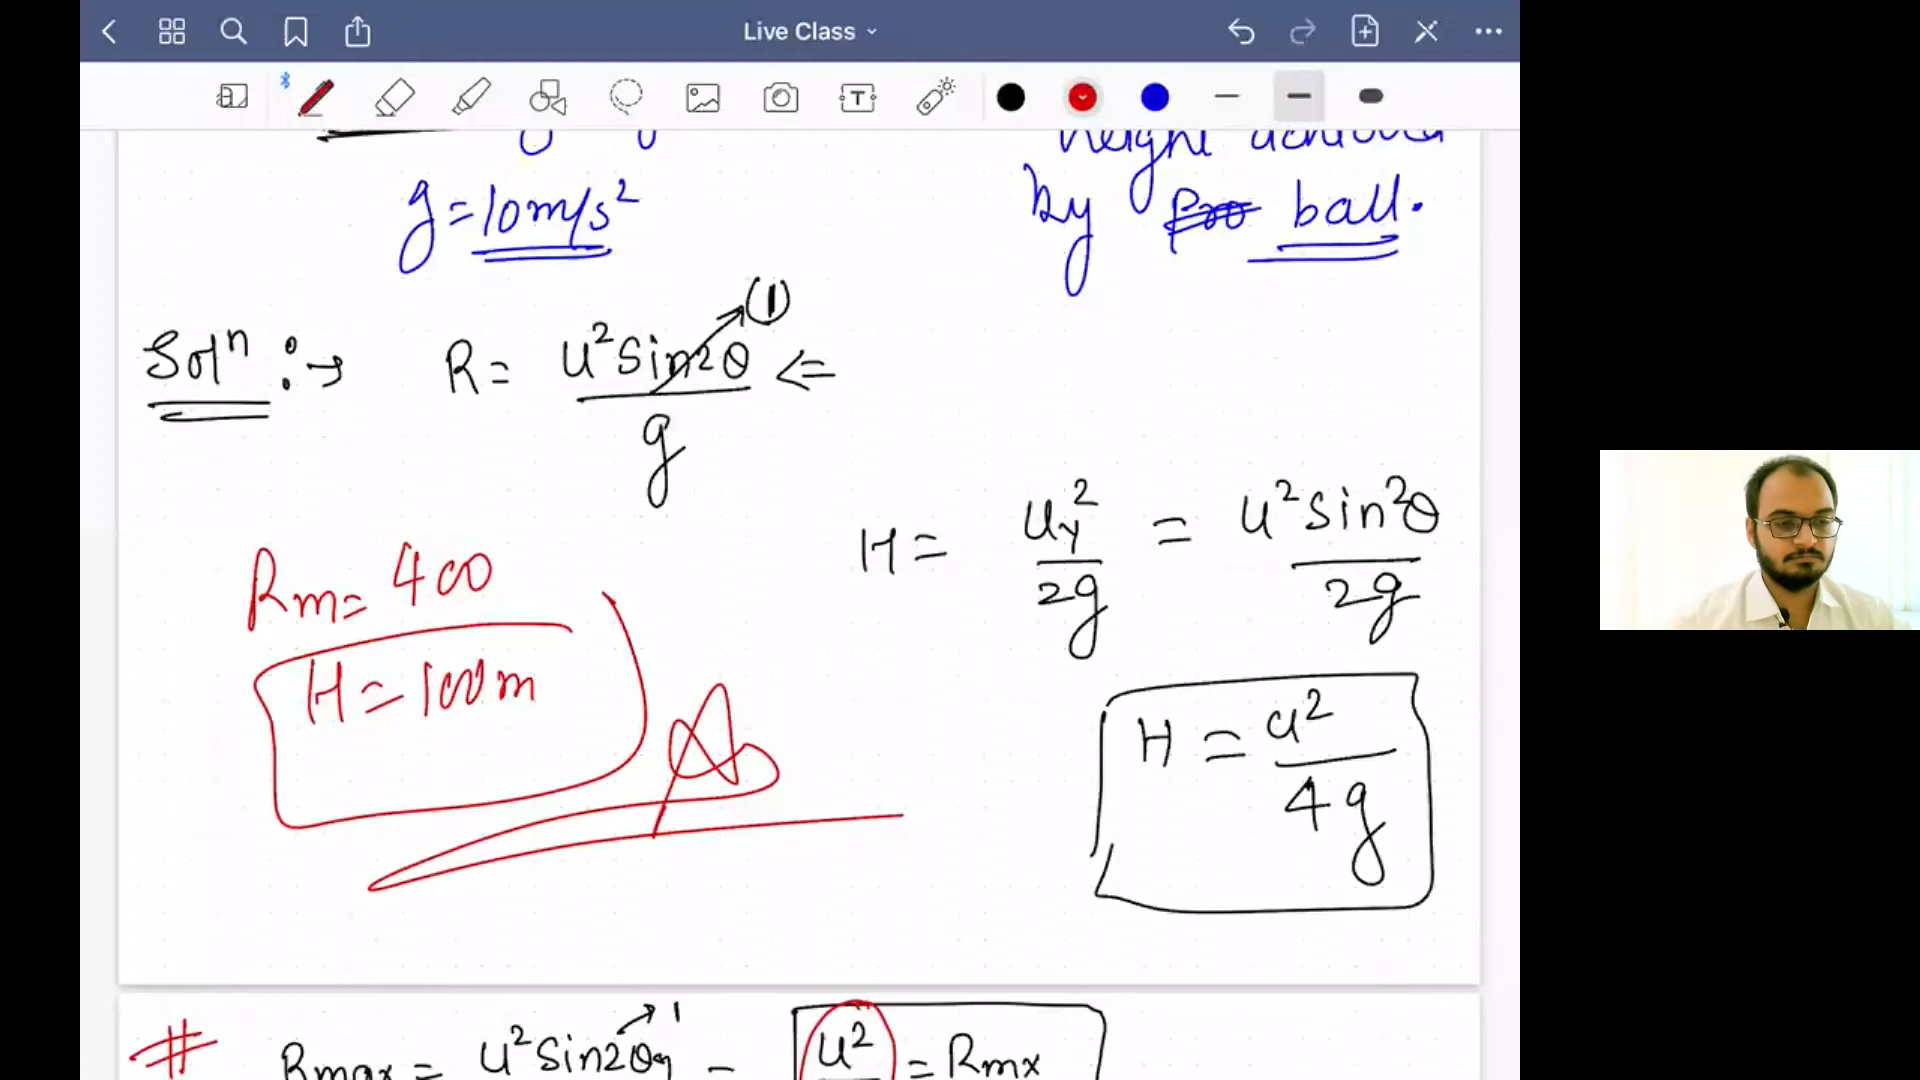 Live Class
height
g = 10m/s²
by ball.
Solⁿ :→ R = u²Sin2θ / g ⇐
(1)
H = uy² / 2g = u²Sin²θ / 2g
Rm = 400
H = 100m
H = u² / 4g
# Rmax = u²Sin2θ = u² = Rmx
1